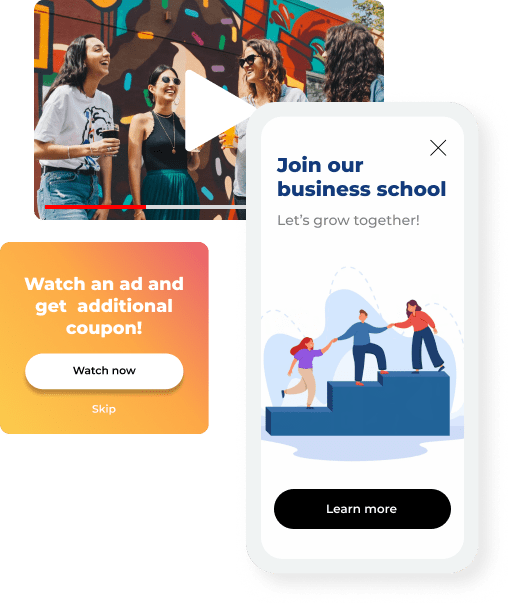 Join our
business school
Let's grow together!
Watch an ad and
get additional
coupon!
Watch now
Skip
Learn more